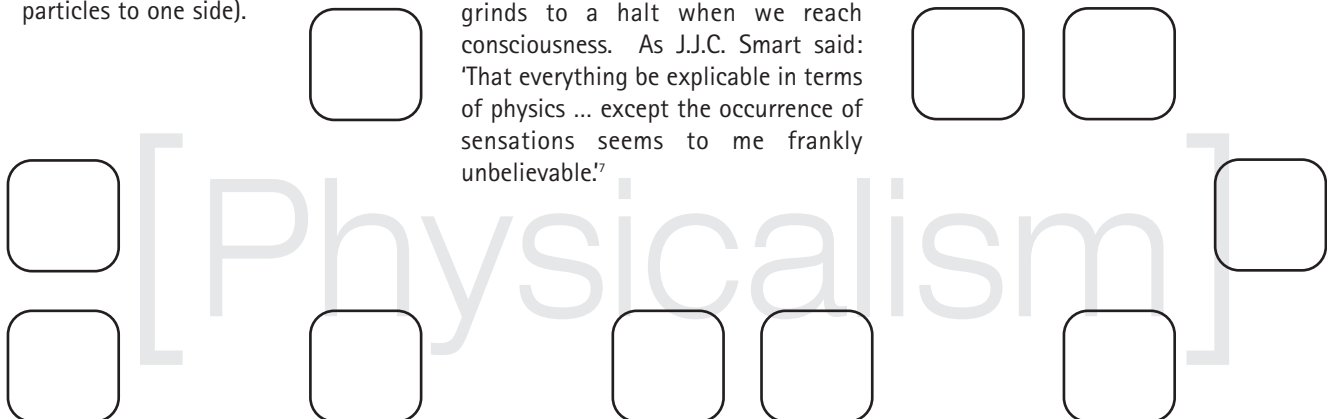 particles to one side).
grinds to a halt when we reach
consciousness. As J.J.C. Smart said:
'That everything be explicable in terms
of physics ... except the occurrence of
sensations seems to me frankly
unbelievable.'7
[Physicalism]